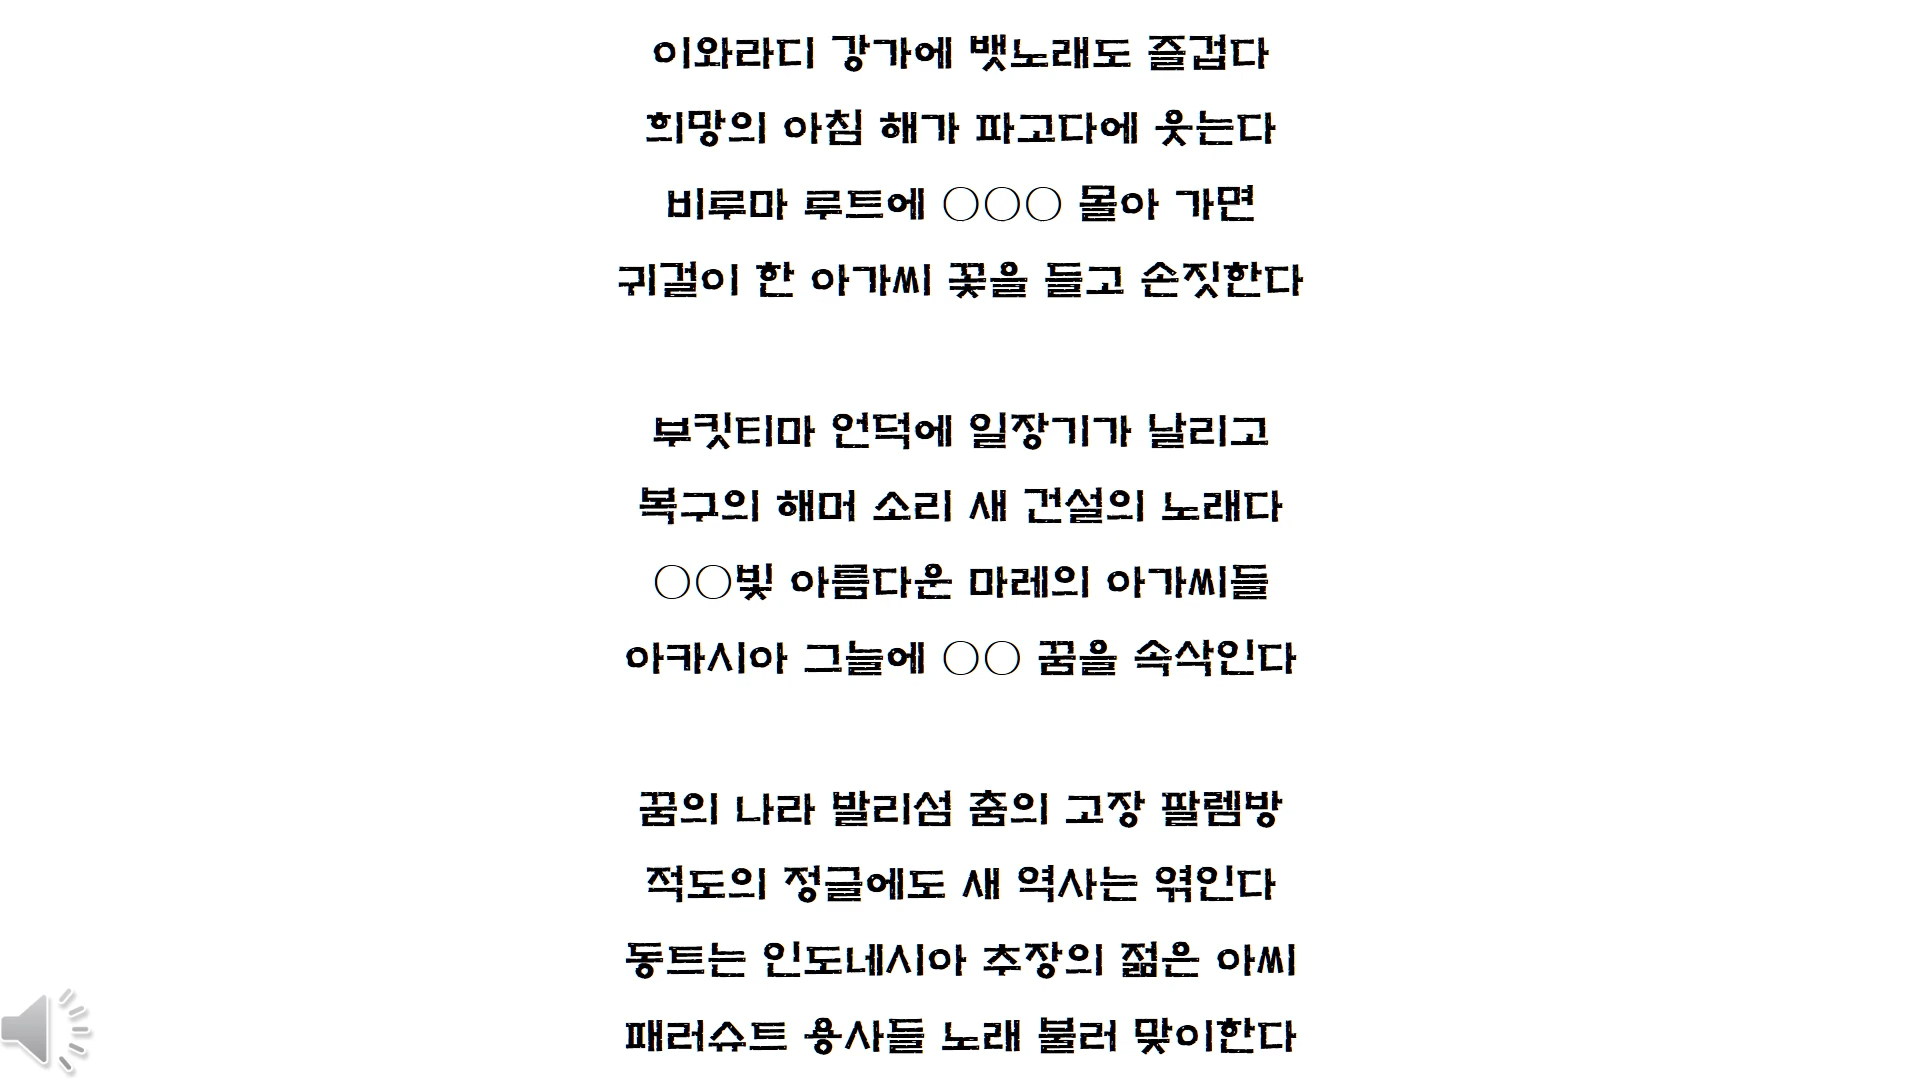 이와라디 강가에 뱃노래도 즐겁다
희망의 아침 해가 파고다에 웃는다
비루마 루트에 ○○○ 몰아 가면
귀걸이 한 아가씨 꽃을 들고 손짓한다
부킷티마 언덕에 일장기가 날리고
복구의 해머 소리 새 건설의 노래다
○○빛 아름다운 마레의 아가씨들
아카시아 그늘에 ○○ 꿈을 속삭인다
꿈의 나라 발리섬 춤의 고장 팔렘방
적도의 정글에도 새 역사는 엮인다
동트는 인도네시아 추장의 젊은 아씨
패러슈트 용사들 노래 불러 맞이한다